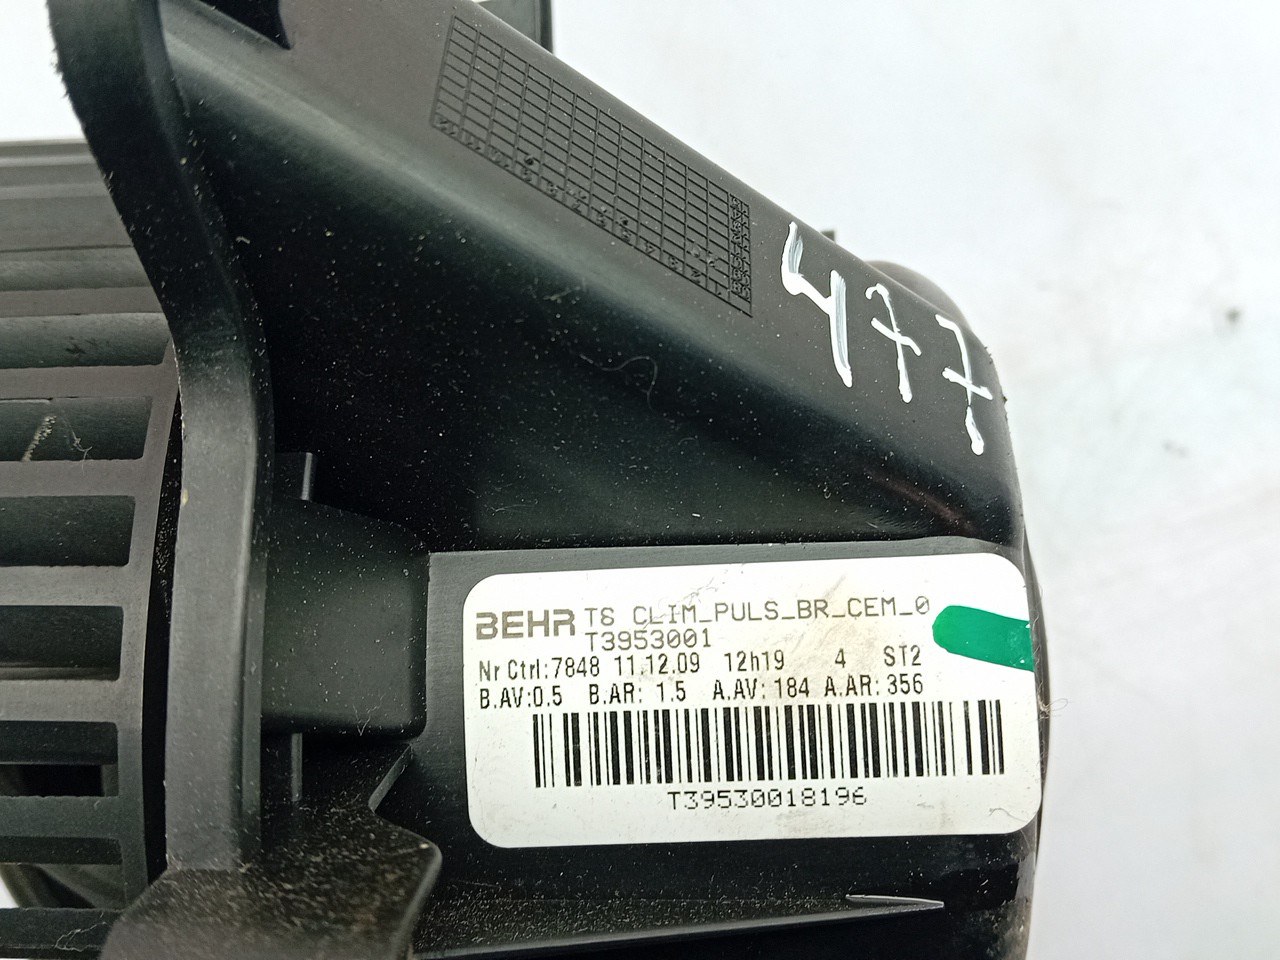 477
BEHR T8 CLIM_PULS_BR_CEM_0
T3953001
Nr Ctrl:7848 11.12.09 12h19 4 ST2
B.AV:0.5 B.AR: 1.5 A.AV: 184 A.AR: 356
T39530018196